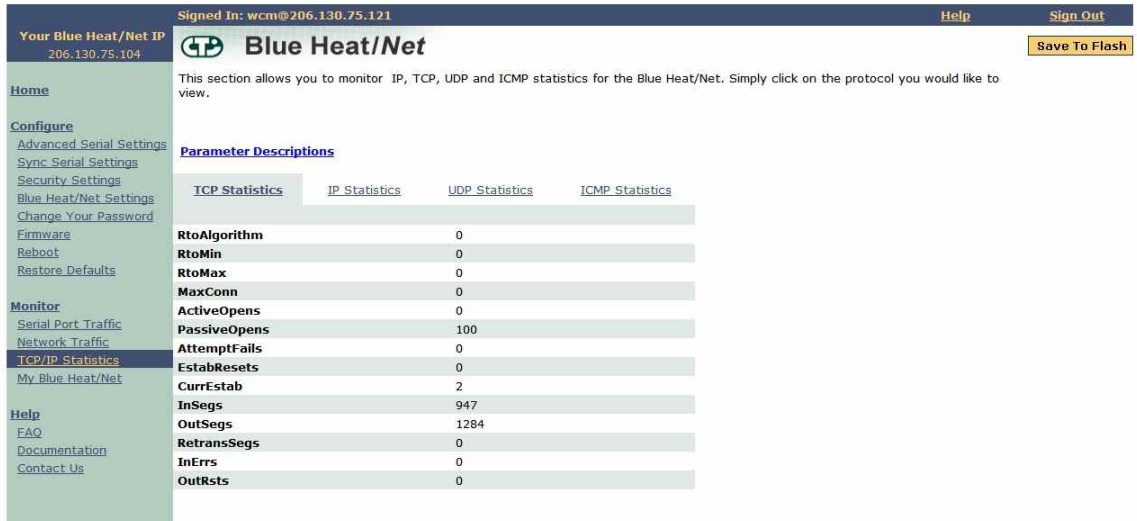 Signed In: wcm@206.130.75.121 Help Sign Out
Your Blue Heat/Net IP
206.130.75.104
CTP Blue Heat/Net
Save To Flash
This section allows you to monitor IP, TCP, UDP and ICMP statistics for the Blue Heat/Net. Simply click on the protocol you would like to
view.
Home
Configure
Advanced Serial Settings
Sync Serial Settings
Security Settings
Blue Heat/Net Settings
Change Your Password
Firmware
Reboot
Restore Defaults
Monitor
Serial Port Traffic
Network Traffic
TCP/IP Statistics
My Blue Heat/Net
Help
FAQ
Documentation
Contact Us
Parameter Descriptions
TCP Statistics IP Statistics UDP Statistics ICMP Statistics
RtoAlgorithm 0
RtoMin 0
RtoMax 0
MaxConn 0
ActiveOpens 0
PassiveOpens 100
AttemptFails 0
EstabResets 0
CurrEstab 2
InSegs 947
OutSegs 1284
RetransSegs 0
InErrs 0
OutRsts 0